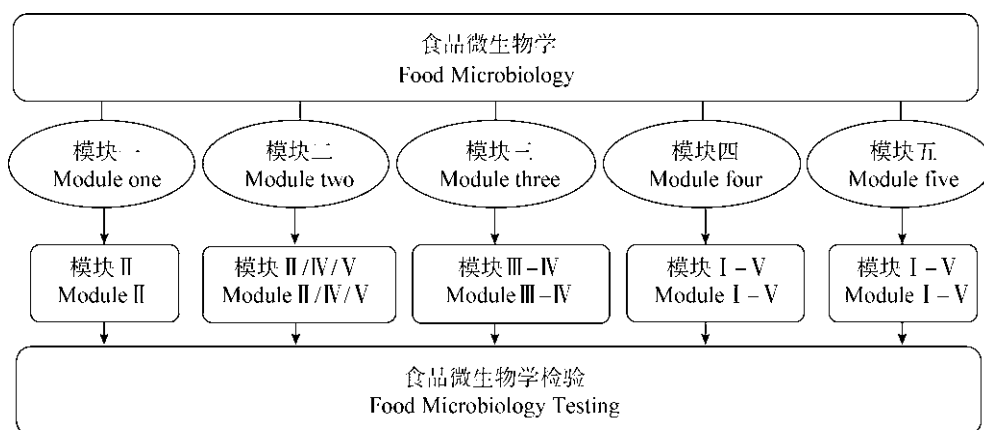 食品微生物学
Food Microbiology
模块一
Module one
模块二
Module two
模块三
Module three
模块四
Module four
模块五
Module five
模块Ⅱ
Module Ⅱ
模块Ⅱ/Ⅳ/Ⅴ
Module Ⅱ/Ⅳ/Ⅴ
模块Ⅲ-Ⅳ
Module Ⅲ-Ⅳ
模块Ⅰ-Ⅴ
Module Ⅰ-Ⅴ
模块Ⅰ-Ⅴ
Module Ⅰ-Ⅴ
食品微生物学检验
Food Microbiology Testing